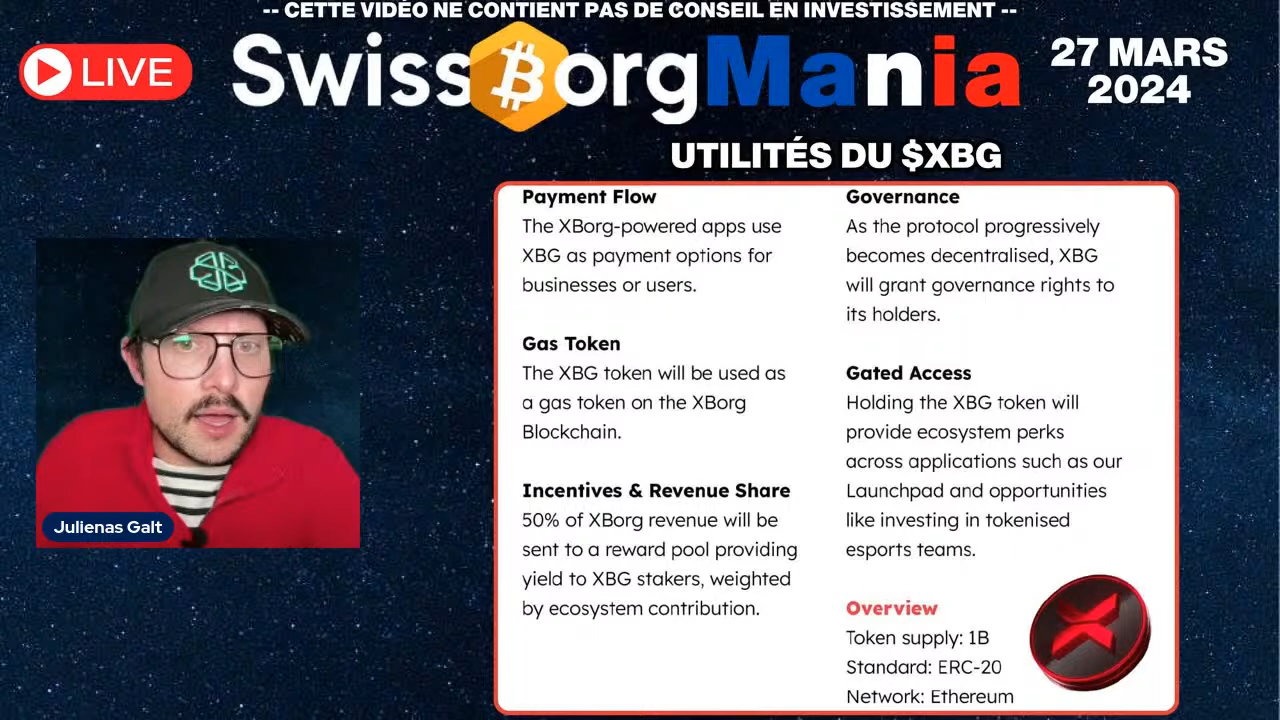 -- CETTE VIDÉO NE CONTIENT PAS DE CONSEIL EN INVESTISSEMENT --
LIVE
SwissBorgMania
27 MARS
2024
UTILITÉS DU $XBG
Payment Flow
The XBorg-powered apps use
XBG as payment options for
businesses or users.
Gas Token
The XBG token will be used as
a gas token on the XBorg
Blockchain.
Incentives & Revenue Share
50% of XBorg revenue will be
sent to a reward pool providing
yield to XBG stakers, weighted
by ecosystem contribution.
Governance
As the protocol progressively
becomes decentralised, XBG
will grant governance rights to
its holders.
Gated Access
Holding the XBG token will
provide ecosystem perks
across applications such as our
Launchpad and opportunities
like investing in tokenised
esports teams.
Overview
Token supply: 1B
Standard: ERC-20
Network: Ethereum
Julienas Galt